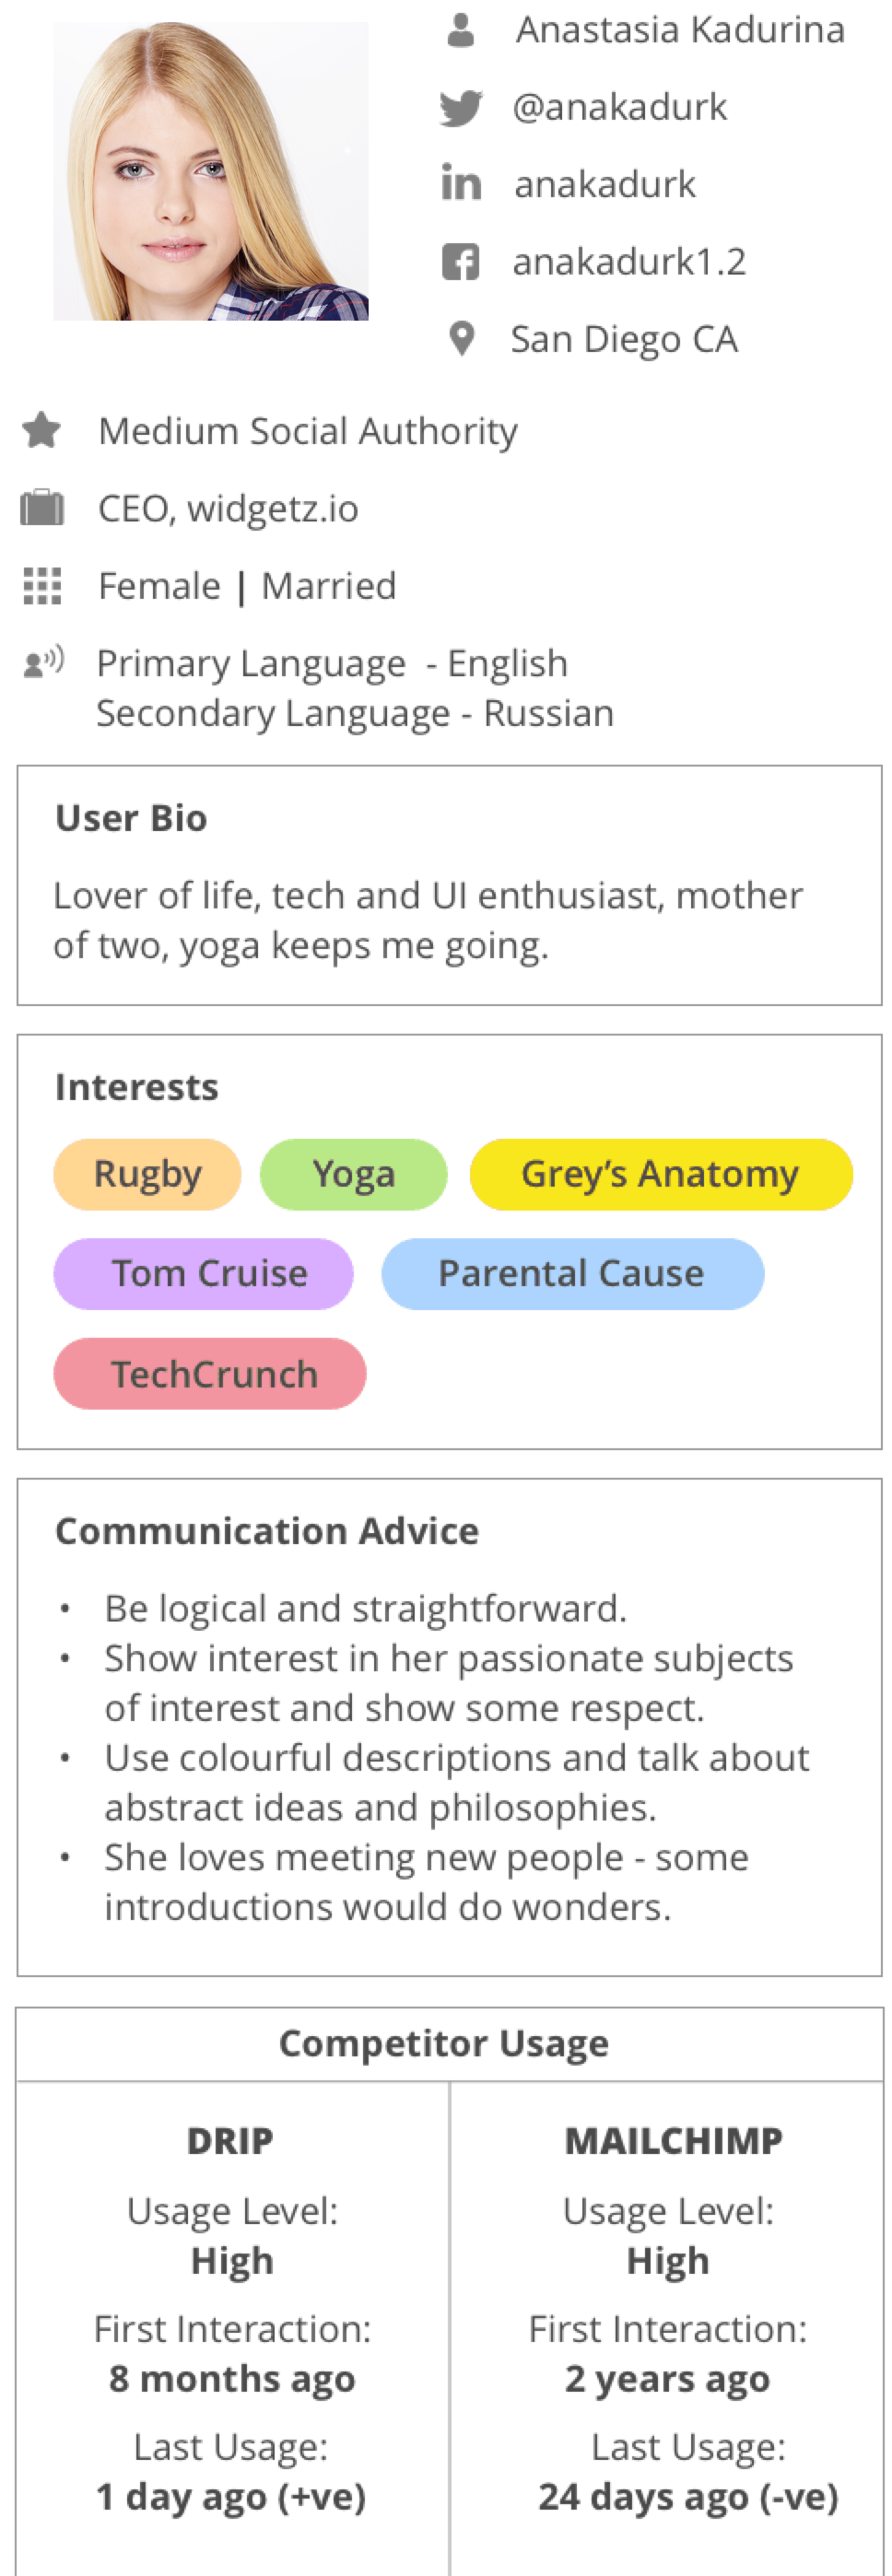 Anastasia Kadurina
@anakadurk
in anakadurk
f anakadurk1.2
San Diego CA
Medium Social Authority
CEO, widgetz.io
Female | Married
Primary Language - English
Secondary Language - Russian
User Bio
Lover of life, tech and UI enthusiast, mother
of two, yoga keeps me going.
Interests
Rugby Yoga Grey’s Anatomy
Tom Cruise Parental Cause
TechCrunch
Communication Advice
• Be logical and straightforward.
• Show interest in her passionate subjects
of interest and show some respect.
• Use colourful descriptions and talk about
abstract ideas and philosophies.
• She loves meeting new people - some
introductions would do wonders.
Competitor Usage
DRIP
Usage Level:
High
First Interaction:
8 months ago
Last Usage:
1 day ago (+ve)
MAILCHIMP
Usage Level:
High
First Interaction:
2 years ago
Last Usage:
24 days ago (-ve)